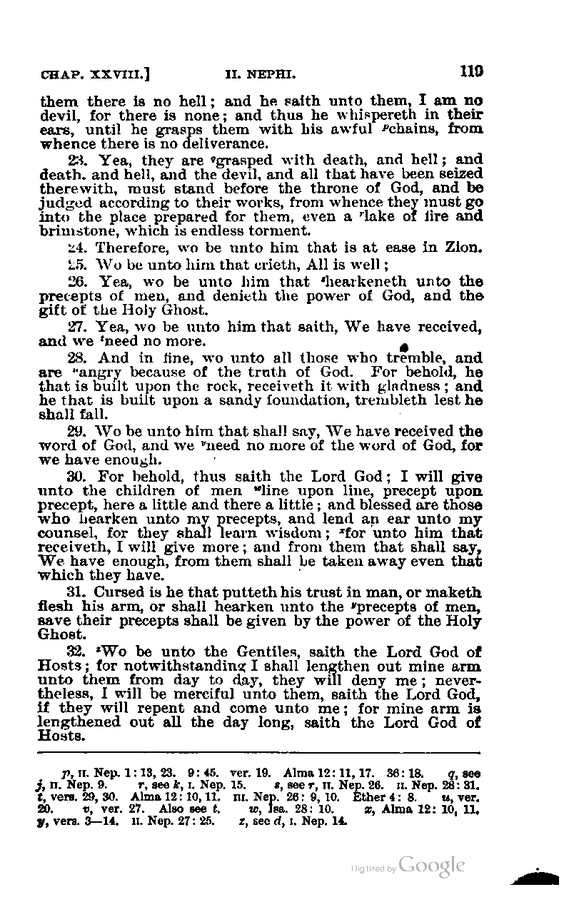 CHAP. XXVIII.] II. NEPHI. 119
them there is no hell; and he saith unto them, I am no
devil, for there is none; and thus he whispereth in their
ears, until he grasps them with his awful ᵖchains, from
whence there is no deliverance.
23. Yea, they are ᑫgrasped with death, and hell; and
death. and hell, and the devil, and all that have been seized
therewith, must stand before the throne of God, and be
judged according to their works, from whence they must go
into the place prepared for them, even a ʳlake of fire and
brimstone, which is endless torment.
24. Therefore, wo be unto him that is at ease in Zion.
25. Wo be unto him that crieth, All is well;
26. Yea, wo be unto him that ˢhearkeneth unto the
precepts of men, and denieth the power of God, and the
gift of the Holy Ghost.
27. Yea, wo be unto him that saith, We have received,
and we ᵗneed no more.
28. And in fine, wo unto all those who tremble, and
are ᵘangry because of the truth of God. For behold, he
that is built upon the rock, receiveth it with gladness; and
he that is built upon a sandy foundation, trembleth lest he
shall fall.
29. Wo be unto him that shall say, We have received the
word of God, and we ᵛneed no more of the word of God, for
we have enough.
30. For behold, thus saith the Lord God; I will give
unto the children of men ʷline upon line, precept upon
precept, here a little and there a little; and blessed are those
who hearken unto my precepts, and lend an ear unto my
counsel, for they shall learn wisdom; ˣfor unto him that
receiveth, I will give more; and from them that shall say,
We have enough, from them shall be taken away even that
which they have.
31. Cursed is he that putteth his trust in man, or maketh
flesh his arm, or shall hearken unto the ʸprecepts of men,
save their precepts shall be given by the power of the Holy
Ghost.
32. ᶻWo be unto the Gentiles, saith the Lord God of
Hosts; for notwithstanding I shall lengthen out mine arm
unto them from day to day, they will deny me; never-
theless, I will be merciful unto them, saith the Lord God,
if they will repent and come unto me; for mine arm is
lengthened out all the day long, saith the Lord God of
Hosts.
p, II. Nep. 1:13, 23. 9:45. ver. 19. Alma 12:11, 17. 36:18. q, see
j, II. Nep. 9. r, see k, I. Nep. 15. s, see r, II. Nep. 26. II. Nep. 28:31.
t, vers. 29, 30. Alma 12:10, 11. III. Nep. 26:9, 10. Ether 4:8. u, ver.
20. v, ver. 27. Also see t. w, Isa. 28:10. x, Alma 12:10, 11.
y, vers. 3—14. II. Nep. 27:25. z, see d, I. Nep. 14.
Digitized by Google